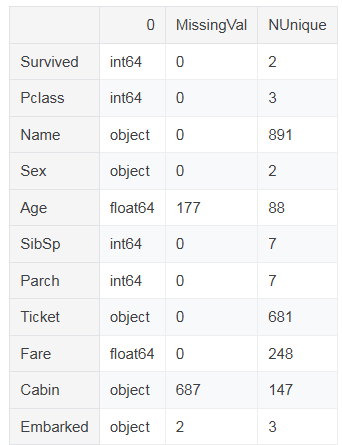 0 MissingVal NUnique
Survived int64 0 2
Pclass int64 0 3
Name object 0 891
Sex object 0 2
Age float64 177 88
SibSp int64 0 7
Parch int64 0 7
Ticket object 0 681
Fare float64 0 248
Cabin object 687 147
Embarked object 2 3